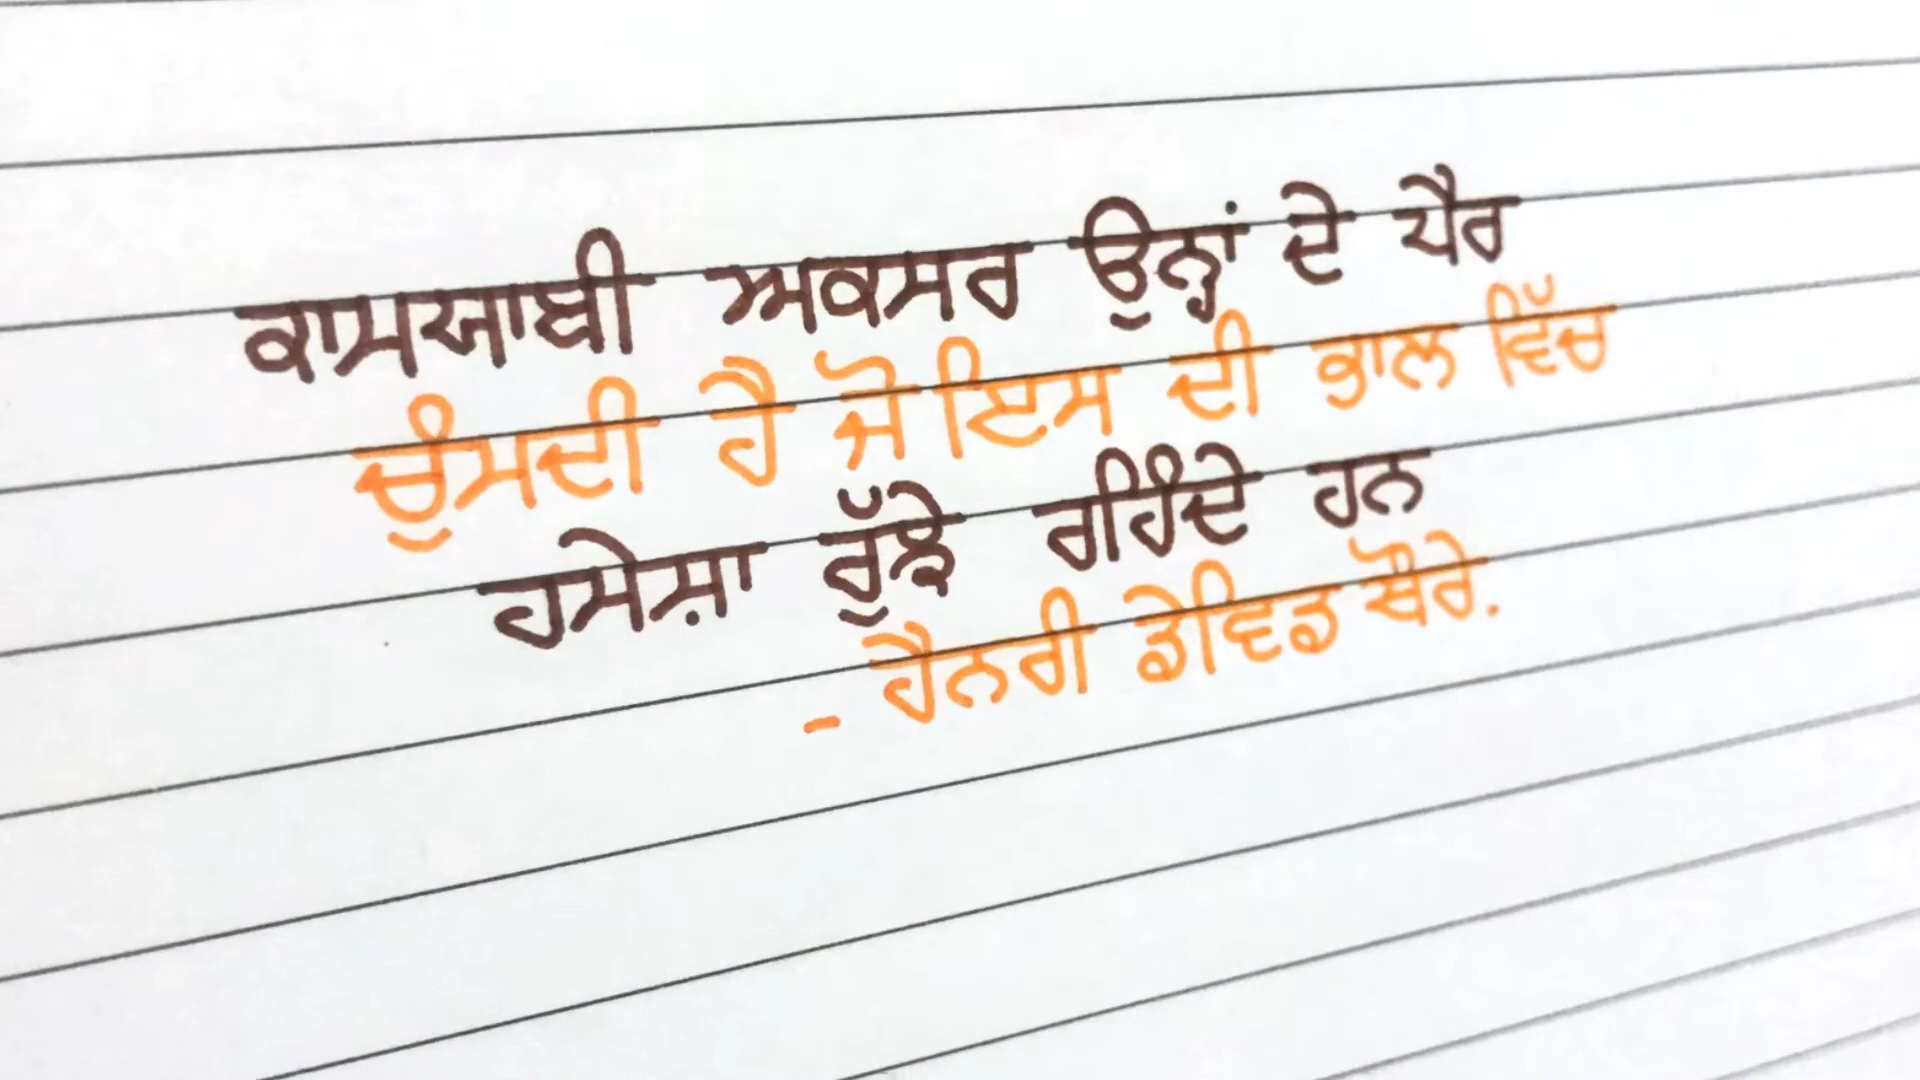 ਕਾਮਯਾਬੀ ਅਕਸਰ ਉਨ੍ਹਾਂ ਦੇ ਪੈਰ
ਚੁੰਮਦੀ ਹੈ ਜੋ ਇਸ ਦੀ ਭਾਲ ਵਿੱਚ
ਹਮੇਸ਼ਾ ਰੁੱਝੇ ਰਹਿੰਦੇ ਹਨ
- ਹੈਨਰੀ ਡੇਵਿਡ ਥੌਰੇ.